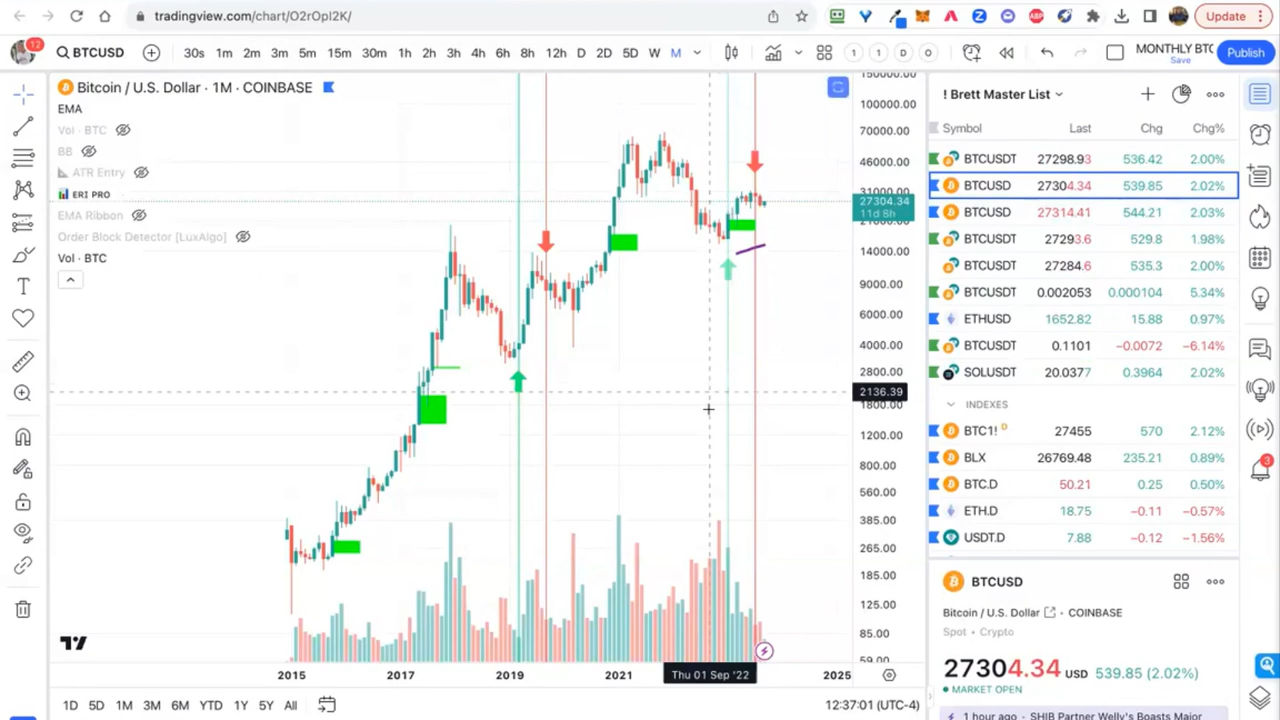 tradingview.com/chart/O2rOpI2K/
Update
12
BTCUSD
30s 1m 2m 3m 5m 15m 30m 1h 2h 3h 4h 6h 8h 12h D 2D 5D W M
1 1 D O
MONTHLY BTC
Save
Publish
Bitcoin / U.S. Dollar · 1M · COINBASE
EMA
Vol · BTC
BB
ATR Entry
ERI PRO
EMA Ribbon
Order Block Detector [LuxAlgo]
Vol · BTC
150000.00
100000.00
70000.00
46000.00
31000.00
27304.34
11d 8h
14000.00
9000.00
6000.00
4000.00
2800.00
2136.39
1800.00
1200.00
800.00
560.00
385.00
265.00
185.00
125.00
85.00
59.00
2015 2017 2019 2021 Thu 01 Sep '22 2025
1D 5D 1M 3M 6M YTD 1Y 5Y All
12:37:01 (UTC-4)
! Brett Master List
Symbol Last Chg Chg%
BTCUSDT 27298.93 536.42 2.00%
BTCUSD 27304.34 539.85 2.02%
BTCUSD 27314.41 544.21 2.03%
BTCUSDT 27293.6 529.8 1.98%
BTCUSDT 27284.6 535.3 2.00%
BTCUSDT 0.002053 0.000104 5.34%
ETHUSD 1652.82 15.88 0.97%
BTCUSDT 0.1101 −0.0072 −6.14%
SOLUSDT 20.0377 0.3964 2.02%
INDEXES
BTC1! D 27455 570 2.12%
BLX 26769.48 235.21 0.89%
BTC.D 50.21 0.25 0.50%
ETH.D 18.75 −0.11 −0.57%
USDT.D 7.88 −0.12 −1.56%
BTCUSD
Bitcoin / U.S. Dollar · COINBASE
Spot · Crypto
27304.34 USD 539.85 (2.02%)
MARKET OPEN
1 hour ago · SHIB Partner Welly's Boasts Major
3